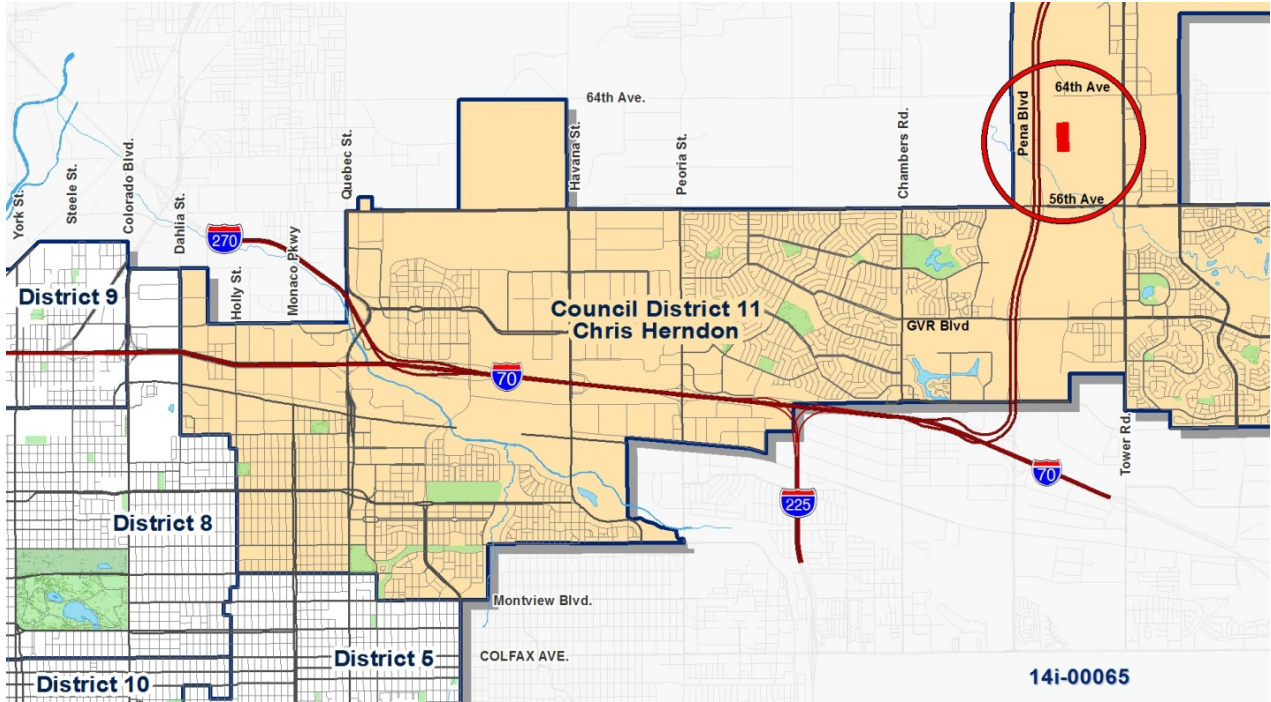 64th Ave.
64th Ave
Pena Blvd
56th Ave
York St.
Steele St.
Colorado Blvd.
Dahlia St.
Holly St.
Monaco Pkwy
Quebec St.
Havana St.
Peoria St.
Chambers Rd.
270
District 9
Council District 11
Chris Herndon
GVR Blvd
70
Tower Rd.
70
225
District 8
Montview Blvd.
District 5
COLFAX AVE.
District 10
14i-00065